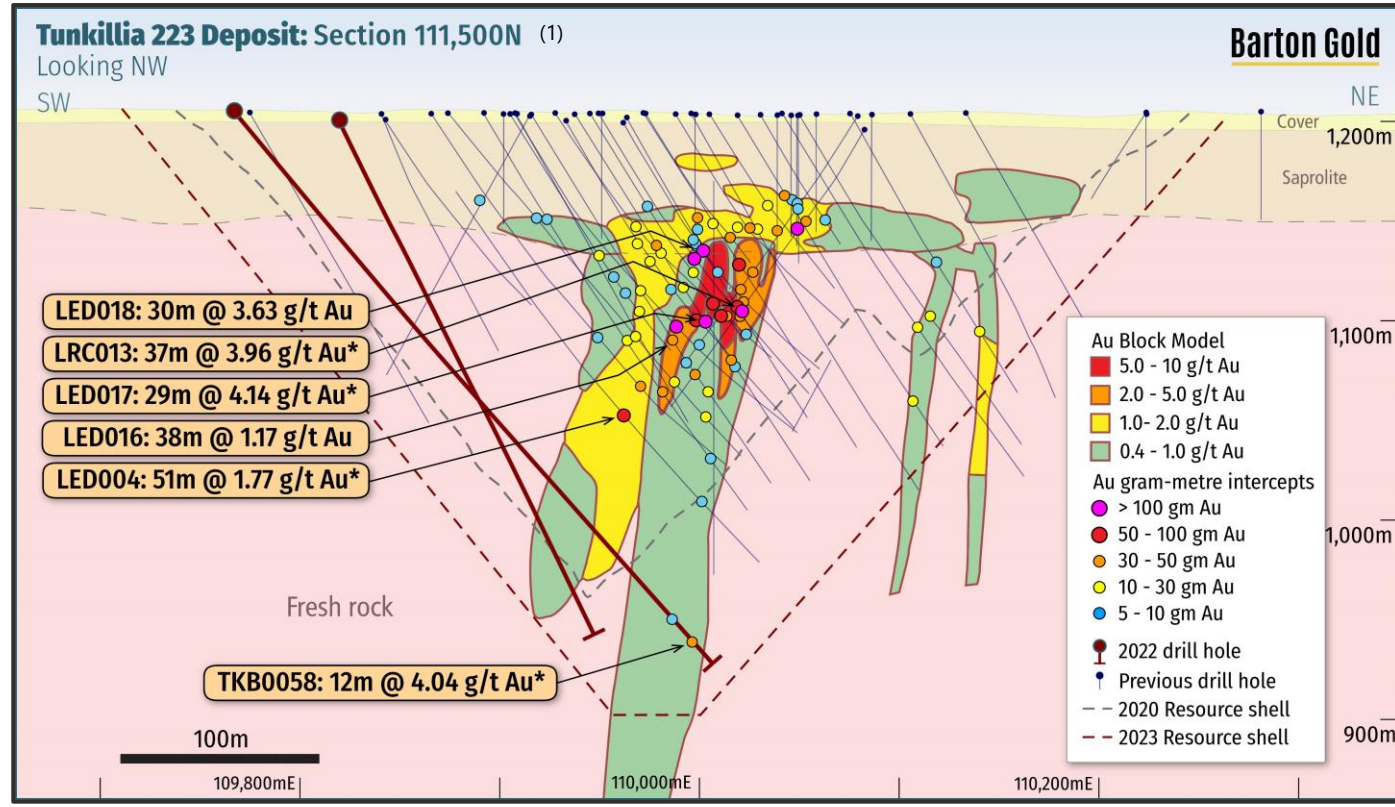 Tunkillia 223 Deposit: Section 111,500N (1)
Looking NW
Barton Gold
SW
NE
Cover
1,200m
Saprolite
LED018: 30m @ 3.63 g/t Au
LRC013: 37m @ 3.96 g/t Au*
LED017: 29m @ 4.14 g/t Au*
LED016: 38m @ 1.17 g/t Au
LED004: 51m @ 1.77 g/t Au*
1,100m
Au Block Model
5.0 - 10 g/t Au
2.0 - 5.0 g/t Au
1.0- 2.0 g/t Au
0.4 - 1.0 g/t Au
Au gram-metre intercepts
> 100 gm Au
50 - 100 gm Au
30 - 50 gm Au
10 - 30 gm Au
5 - 10 gm Au
2022 drill hole
Previous drill hole
2020 Resource shell
2023 Resource shell
1,000m
Fresh rock
TKB0058: 12m @ 4.04 g/t Au*
900m
100m
109,800mE
110,000mE
110,200mE